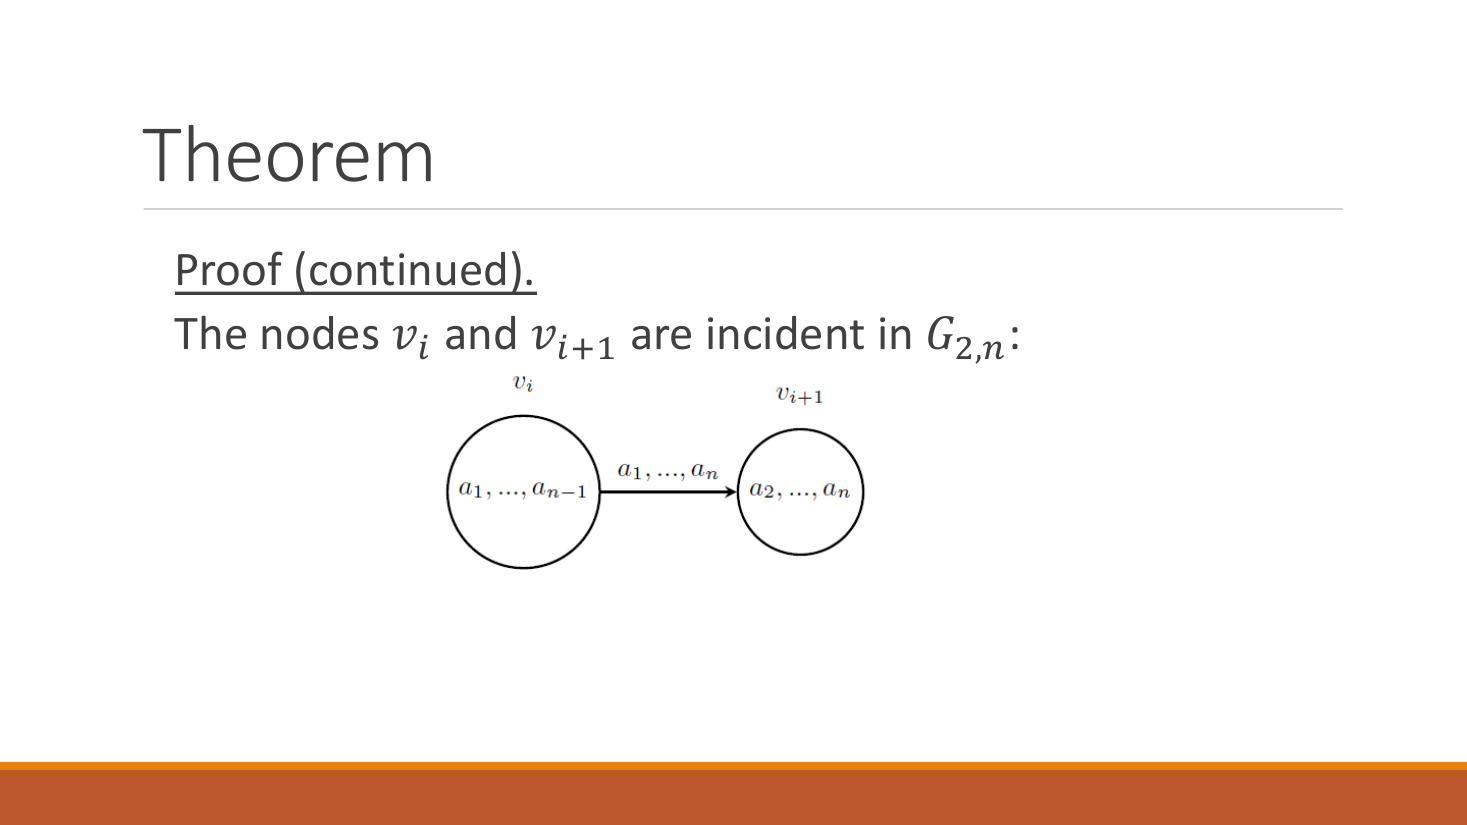 Theorem
Proof (continued).
The nodes $v_i$ and $v_{i+1}$ are incident in $G_{2,n}$:
$v_i$
$v_{i+1}$
$a_1, ..., a_{n-1}$
$a_1, ..., a_n$
$a_2, ..., a_n$